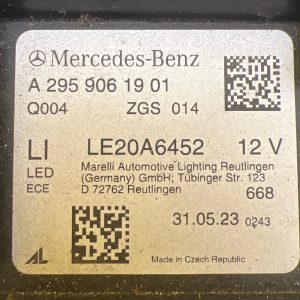 Mercedes-Benz
A 295 906 19 01
Q004 ZGS 014
LI LE20A6452 12 V
LED Marelli Automotive Lighting Reutlingen
ECE (Germany) GmbH, Tübinger Str. 123
D 72762 Reutlingen 668
31.05.23 0243
AL Made in Czech Republic